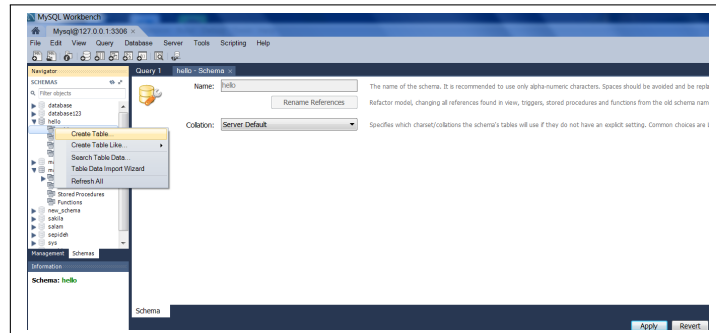 MySQL Workbench
Mysql@127.0.0.1:3306 ×
File Edit View Query Database Server Tools Scripting Help
Navigator
Query 1
hello - Schema ×
SCHEMAS
Filter objects
database
database123
hello
Create Table...
Create Table Like...
Search Table Data...
Table Data Import Wizard
Refresh All
Stored Procedures
Functions
new_schema
sakila
salam
sepideh
sys
Management Schemas
Information
Schema: hello
Name: hello
The name of the schema. It is recommended to use only alpha-numeric characters. Spaces should be avoided and be repla
Rename References
Refactor model, changing all references found in view, triggers, stored procedures and functions from the old schema nam
Collation: Server Default
Specifies which charset/collations the schema's tables will use if they do not have an explicit setting. Common choices are
Schema
Apply Revert